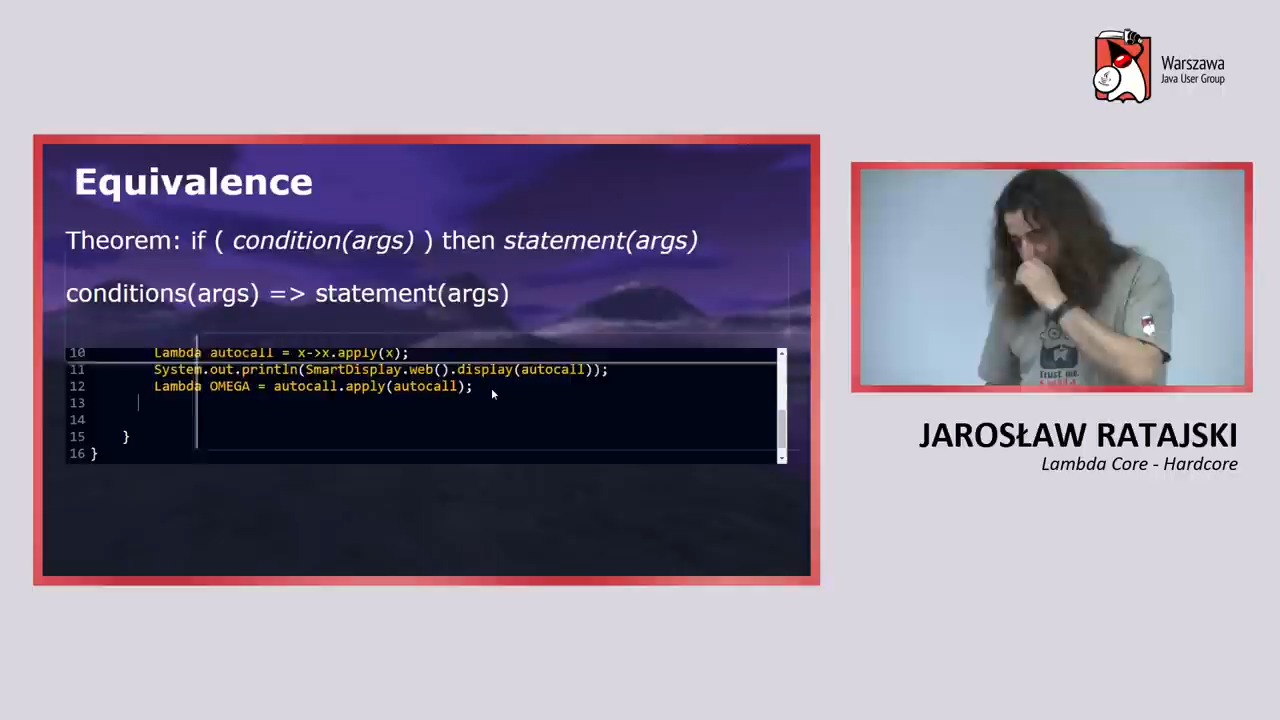 Warszawa
Java User Group
Equivalence
Theorem: if ( condition(args) ) then statement(args)
conditions(args) => statement(args)
10 Lambda autocall = x->x.apply(x);
11 System.out.println(SmartDisplay.web().display(autocall));
12 Lambda OMEGA = autocall.apply(autocall);
13
14
15 }
16 }
Trust me
JAROSŁAW RATAJSKI
Lambda Core - Hardcore